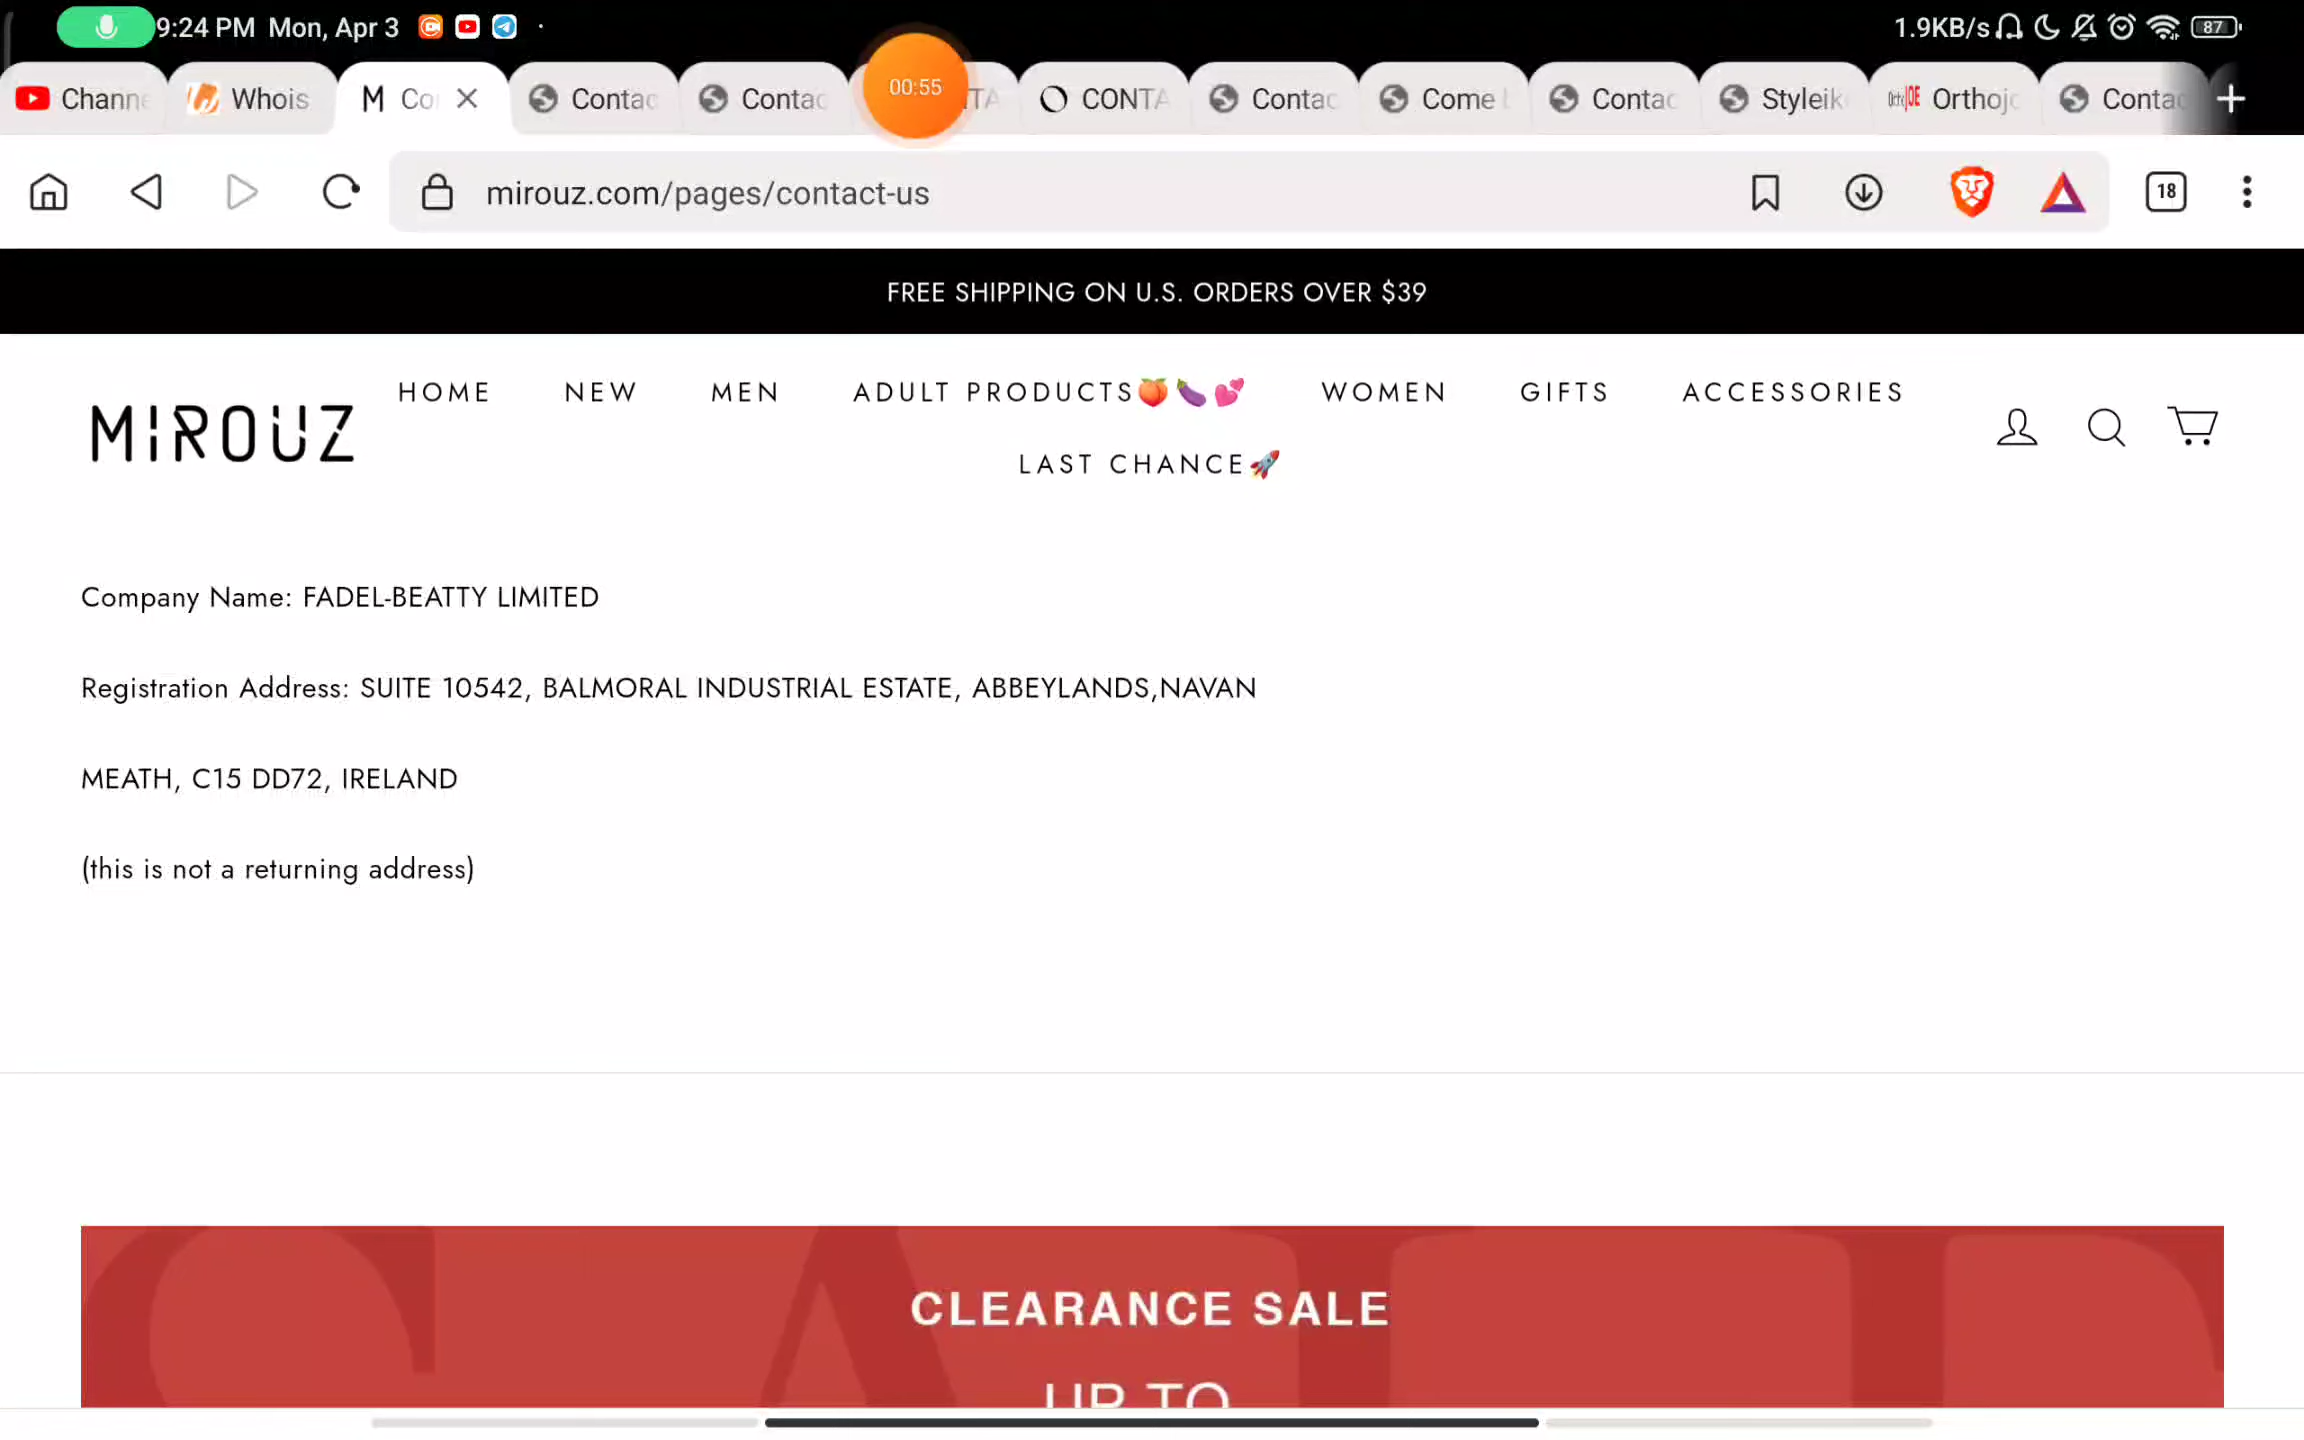 9:24 PM Mon, Apr 3
1.9KB/s 87
Chann
Whois
M Co
Contac
Contac
00:55
TA
CONTA
Contac
Come
Contac
Styleik
Orthojo
Contac
mirouz.com/pages/contact-us
18
FREE SHIPPING ON U.S. ORDERS OVER $39
MIROUZ
HOME NEW MEN ADULT PRODUCTS🍑🍆💕 WOMEN GIFTS ACCESSORIES
LAST CHANCE🚀
Company Name: FADEL-BEATTY LIMITED
Registration Address: SUITE 10542, BALMORAL INDUSTRIAL ESTATE, ABBEYLANDS,NAVAN
MEATH, C15 DD72, IRELAND
(this is not a returning address)
CLEARANCE SALE
UP TO